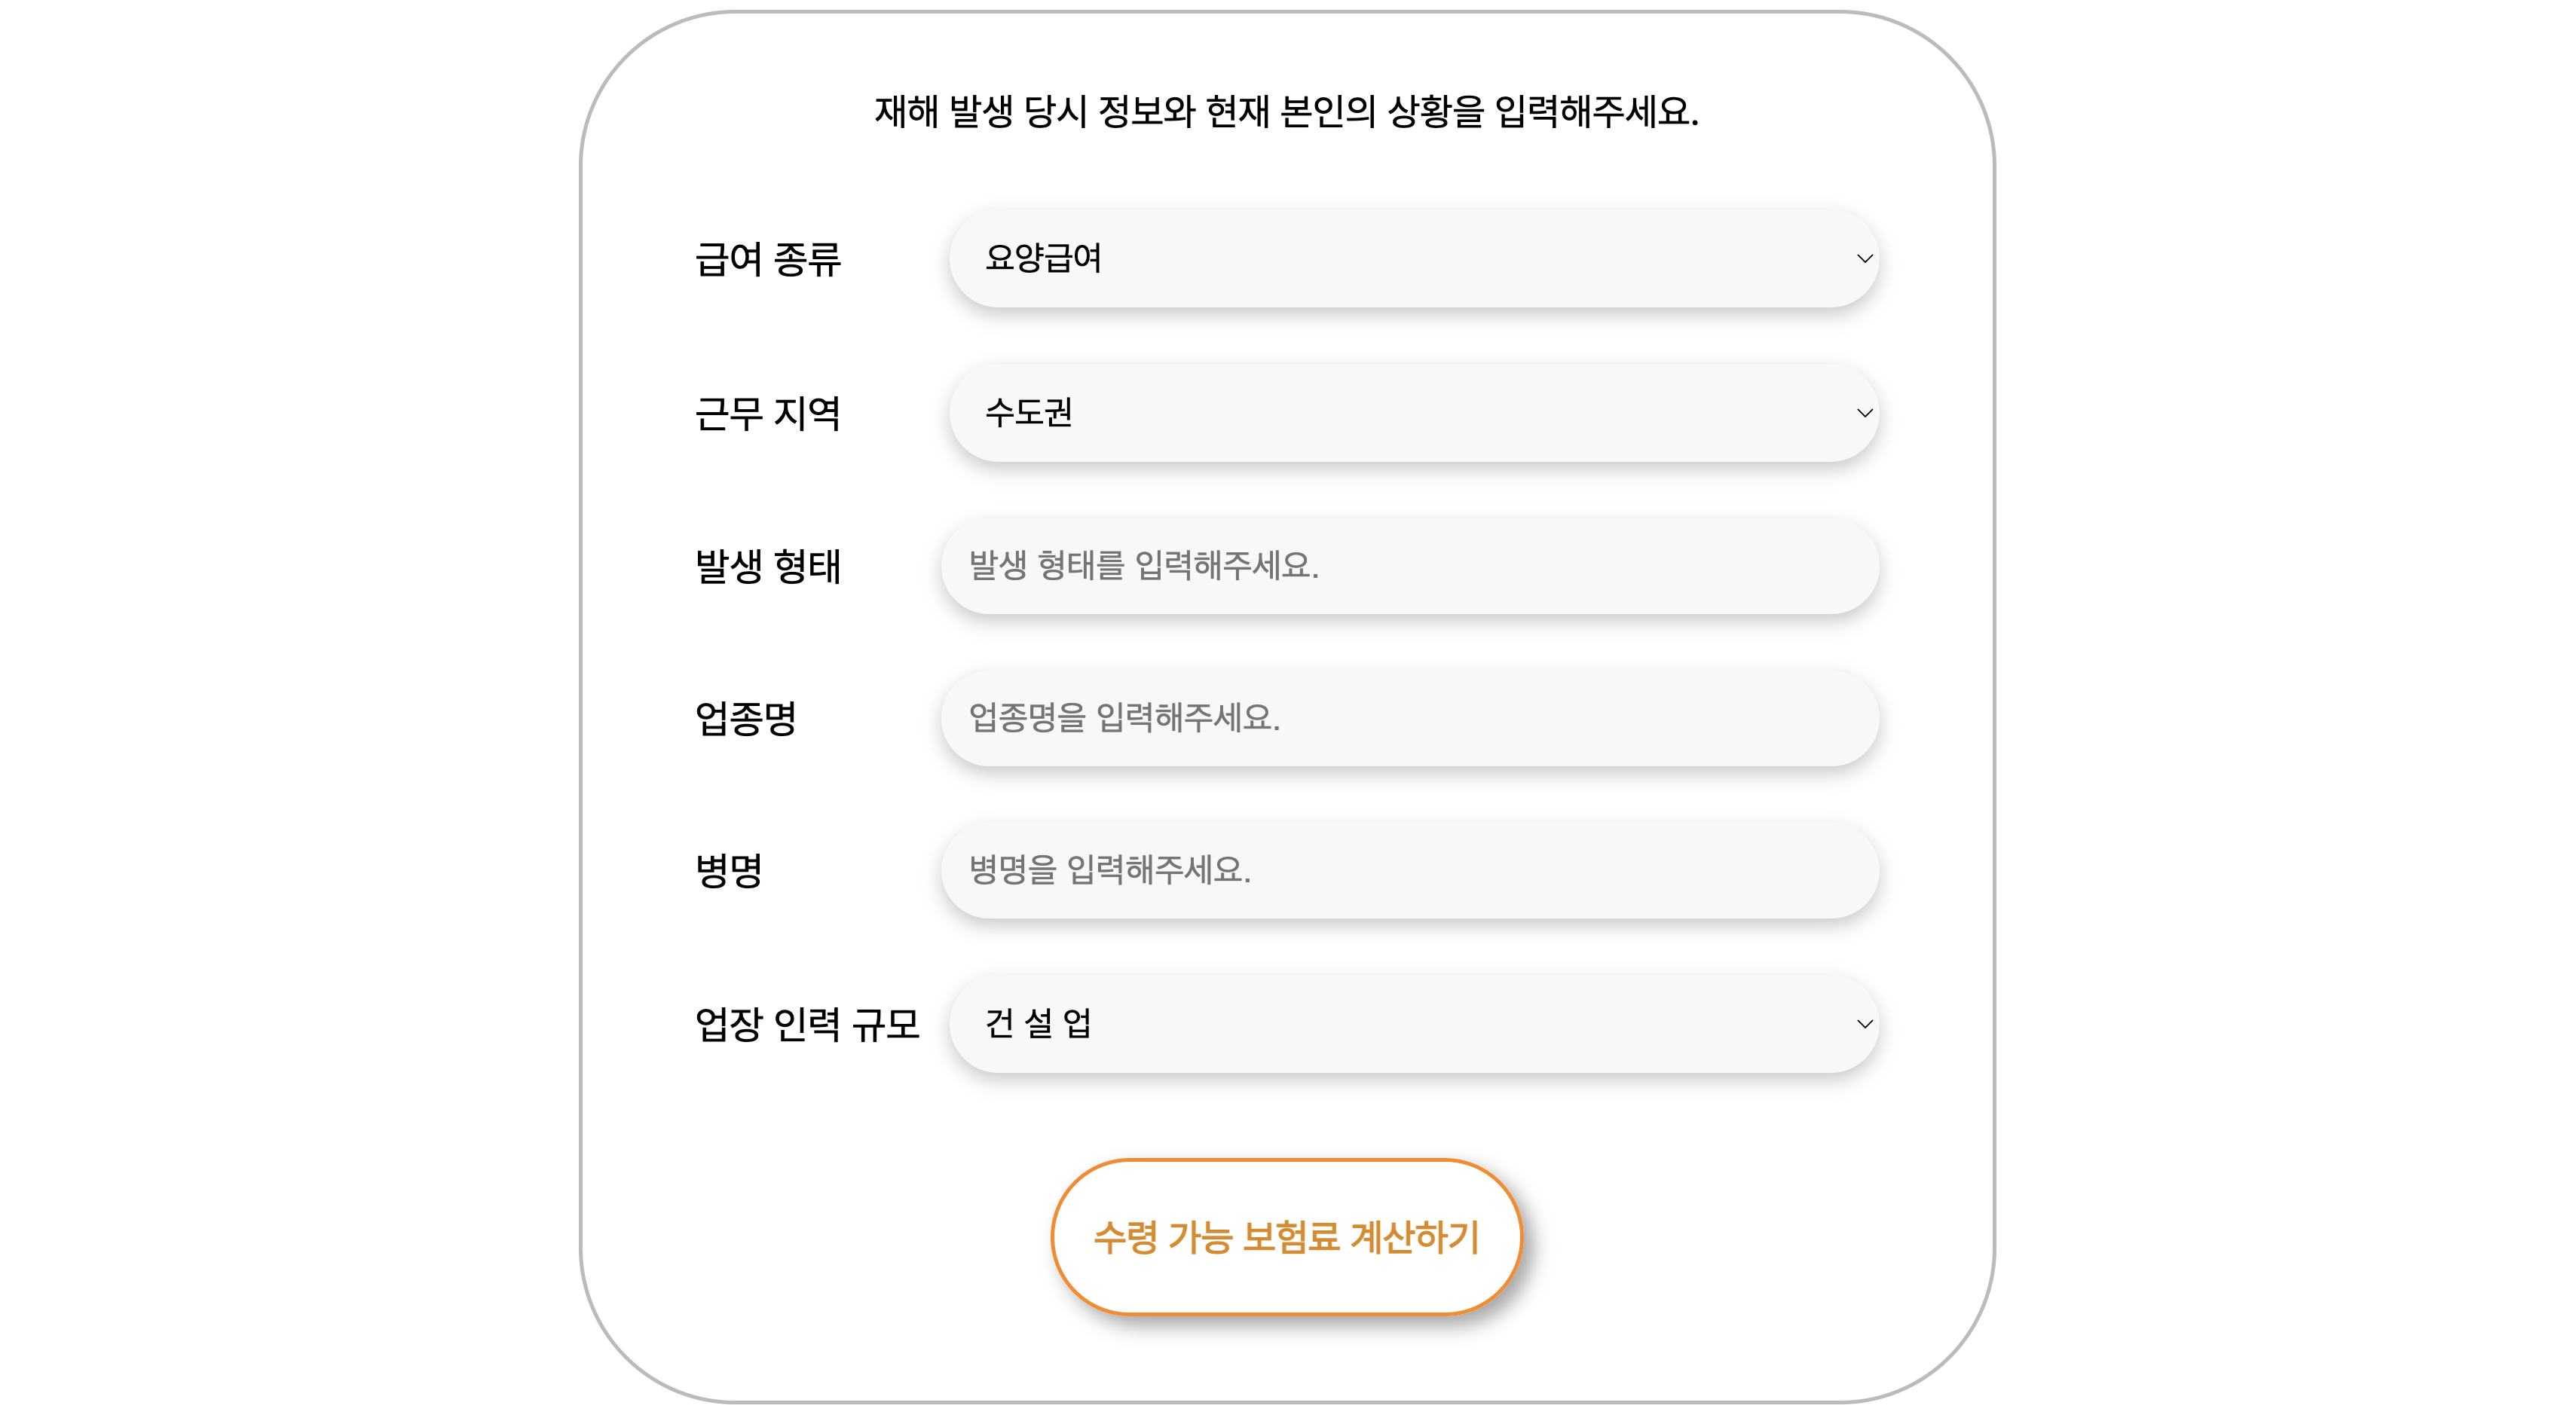 재해 발생 당시 정보와 현재 본인의 상황을 입력해주세요.
급여 종류 요양급여
근무 지역 수도권
발생 형태 발생 형태를 입력해주세요.
업종명 업종명을 입력해주세요.
병명 병명을 입력해주세요.
업장 인력 규모 건 설 업
수령 가능 보험료 계산하기